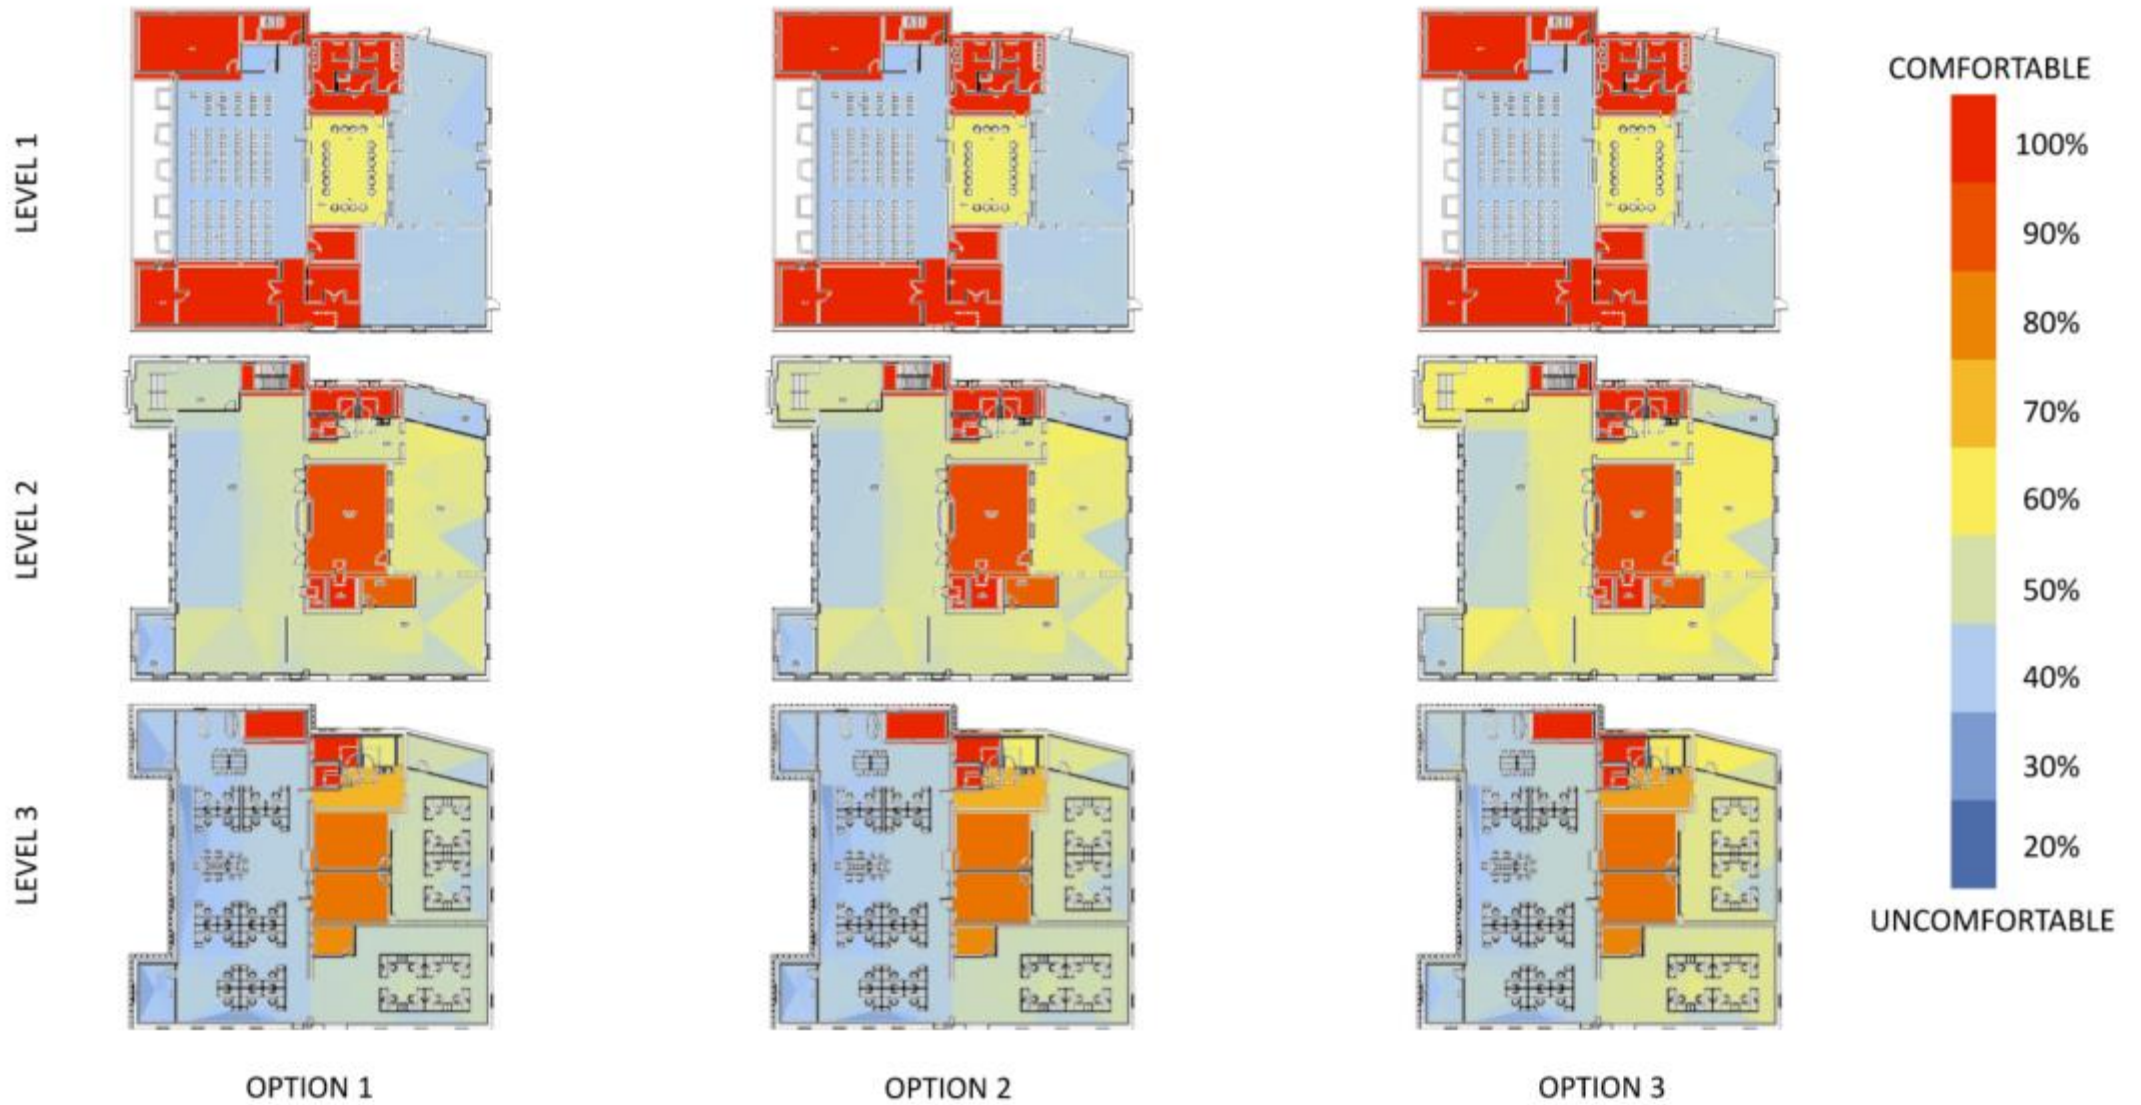 COMFORTABLE
LEVEL 1
100%
90%
80%
LEVEL 2
70%
60%
50%
40%
LEVEL 3
30%
20%
UNCOMFORTABLE
OPTION 1
OPTION 2
OPTION 3